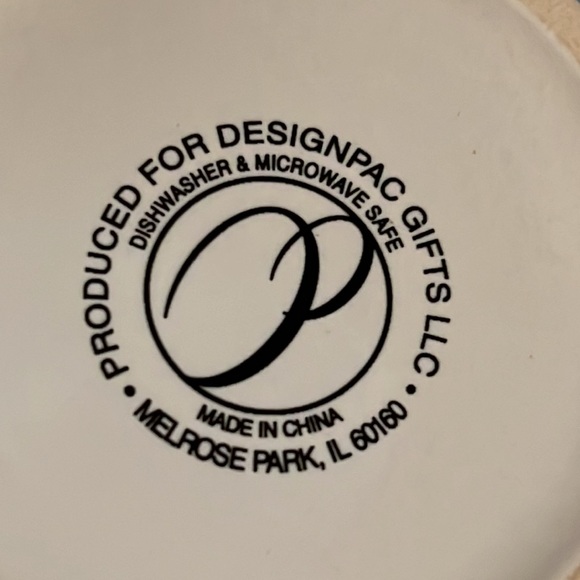 PRODUCED FOR DESIGNPAC GIFTS LLC
DISHWASHER & MICROWAVE SAFE
P
MADE IN CHINA
• MELROSE PARK, IL 60160 •